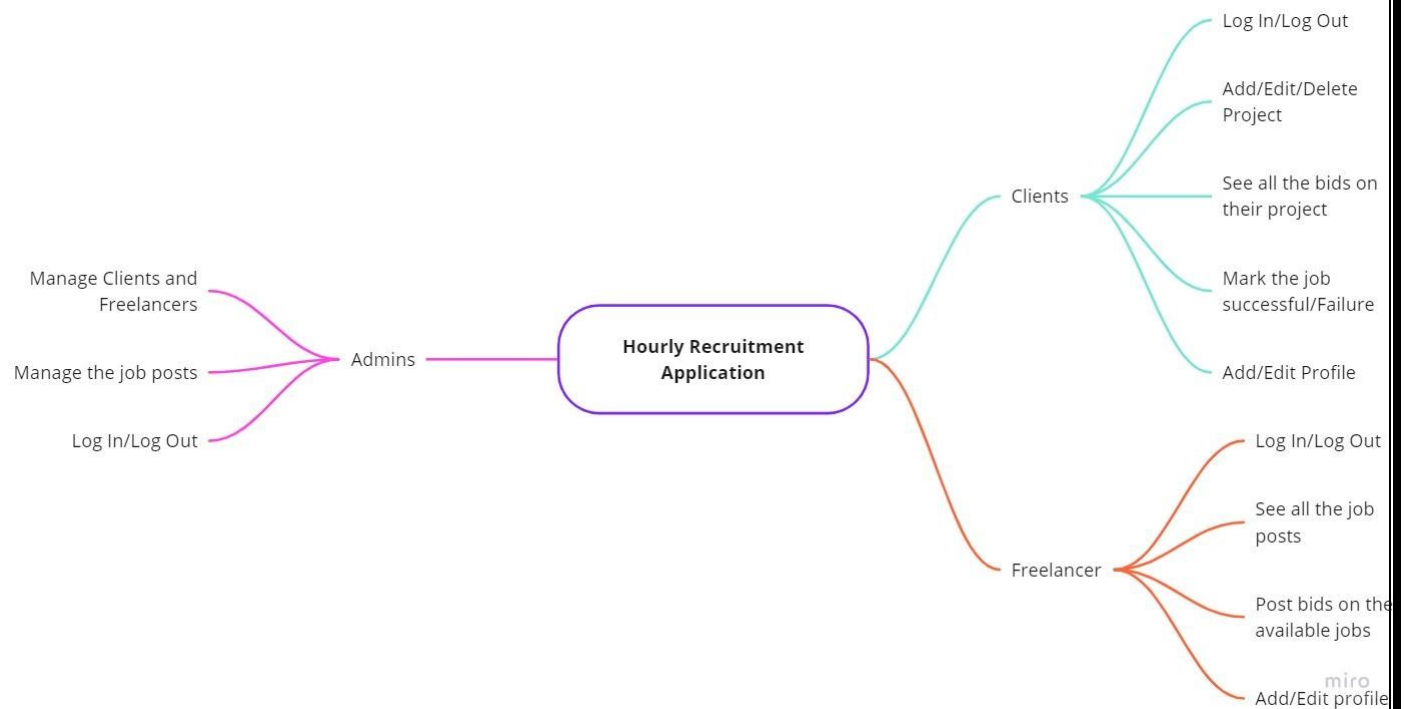 Log In/Log Out
Add/Edit/Delete
Project
See all the bids on
their project
Clients
Mark the job
successful/Failure
Add/Edit Profile
Manage Clients and
Freelancers
Manage the job posts
Log In/Log Out
Admins
Hourly Recruitment
Application
Log In/Log Out
See all the job
posts
Freelancer
Post bids on the
available jobs
Add/Edit profile
miro